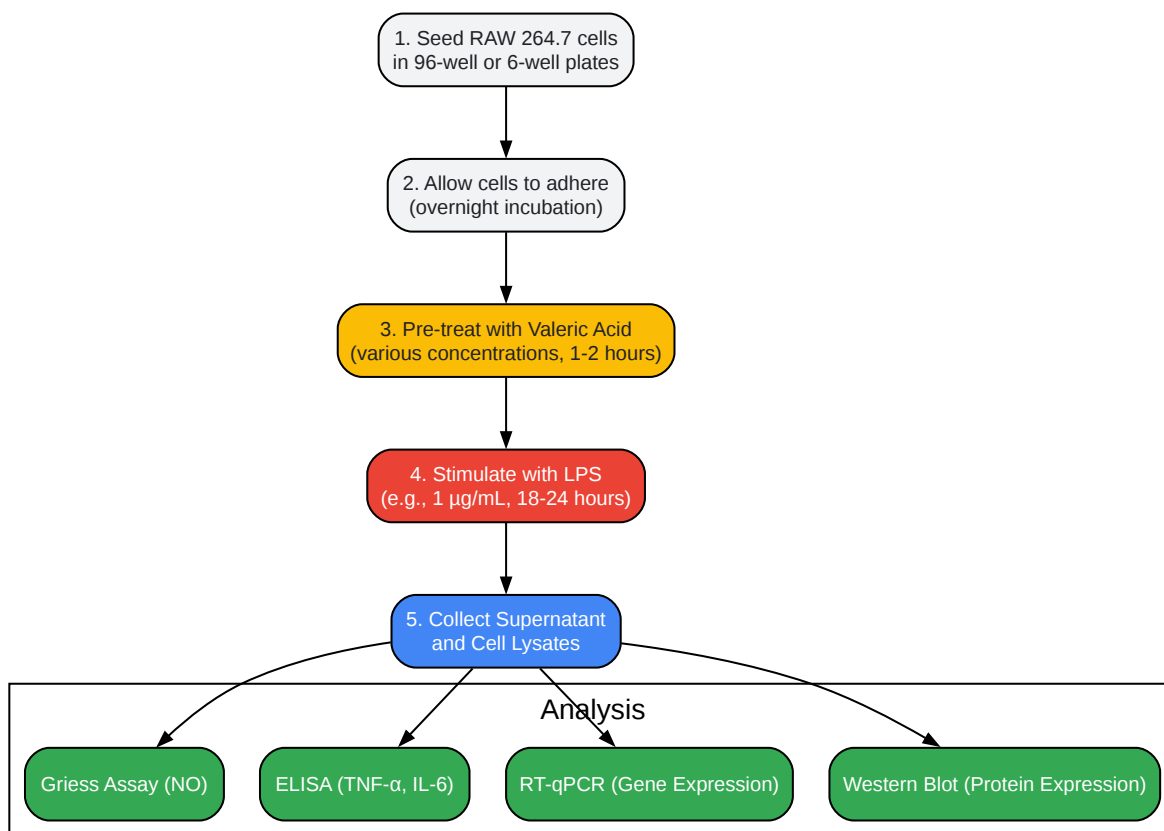 1. Seed RAW 264.7 cells
in 96-well or 6-well plates
2. Allow cells to adhere
(overnight incubation)
3. Pre-treat with Valeric Acid
(various concentrations, 1-2 hours)
4. Stimulate with LPS
(e.g., 1 µg/mL, 18-24 hours)
5. Collect Supernatant
and Cell Lysates
Analysis
Griess Assay (NO)
ELISA (TNF-α, IL-6)
RT-qPCR (Gene Expression)
Western Blot (Protein Expression)